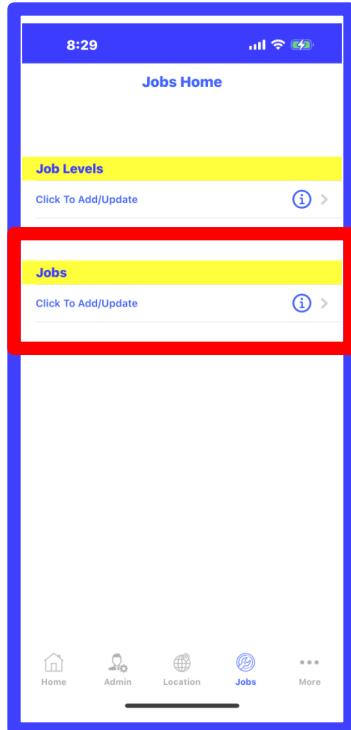 8:29
Jobs Home
Job Levels
Click To Add/Update
Jobs
Click To Add/Update
Home Admin Location Jobs More